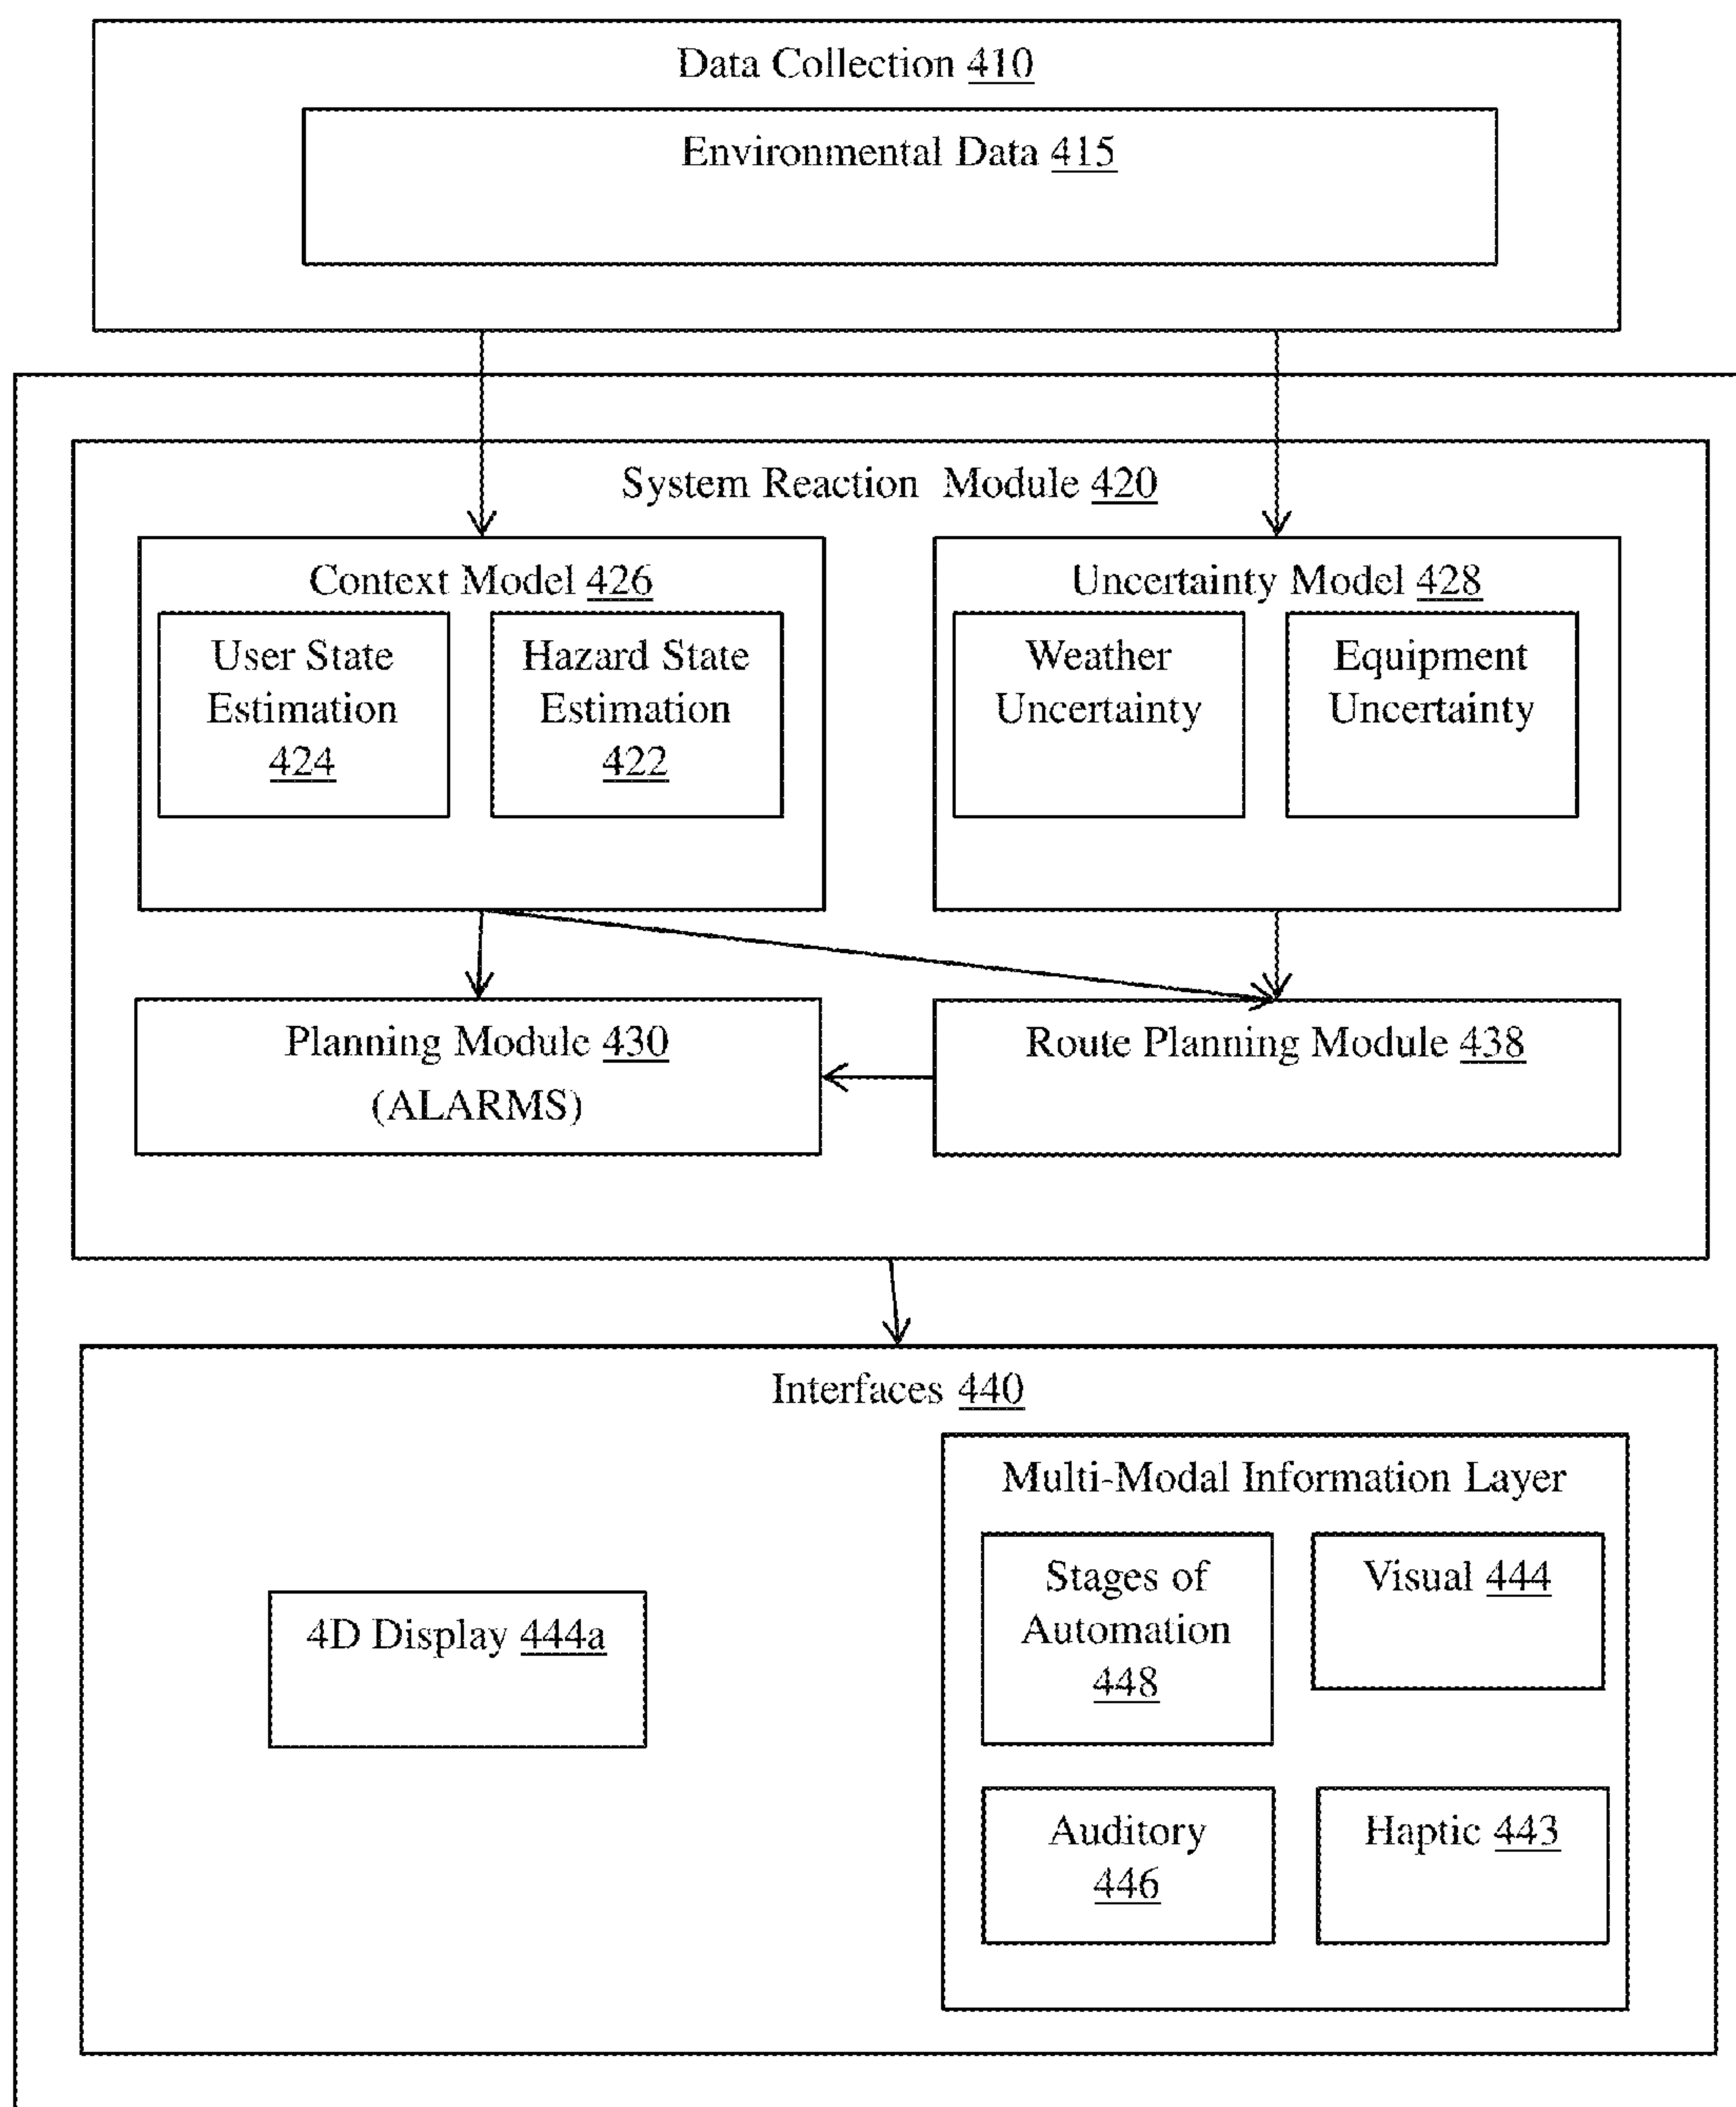 Data Collection 410
Environmental Data 415
System Reaction Module 420
Context Model 426
User State
Estimation
424
Hazard State
Estimation
422
Uncertainty Model 428
Weather
Uncertainty
Equipment
Uncertainty
Planning Module 430
(ALARMS)
Route Planning Module 438
Interfaces 440
4D Display 444a
Multi-Modal Information Layer
Stages of
Automation
448
Visual 444
Auditory
446
Haptic 443